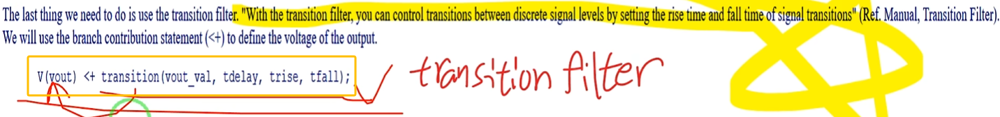 The last thing we need to do is use the transition filter. "With the transition filter, you can control transitions between discrete signal levels by setting the rise time and fall time of signal transitions" (Ref. Manual, Transition Filter).
We will use the branch contribution statement (<+) to define the voltage of the output.
V(vout) <+ transition(vout_val, tdelay, trise, tfall);
transition filter